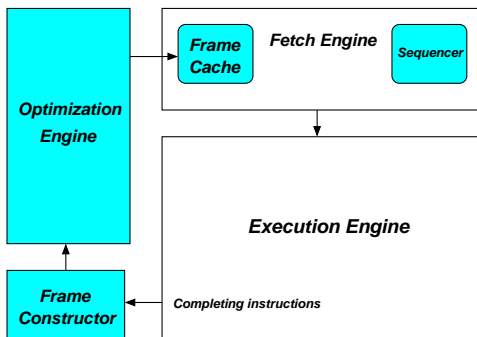 Frame
Cache
Fetch Engine
Sequencer
Optimization
Engine
Execution Engine
Frame
Constructor
Completing instructions